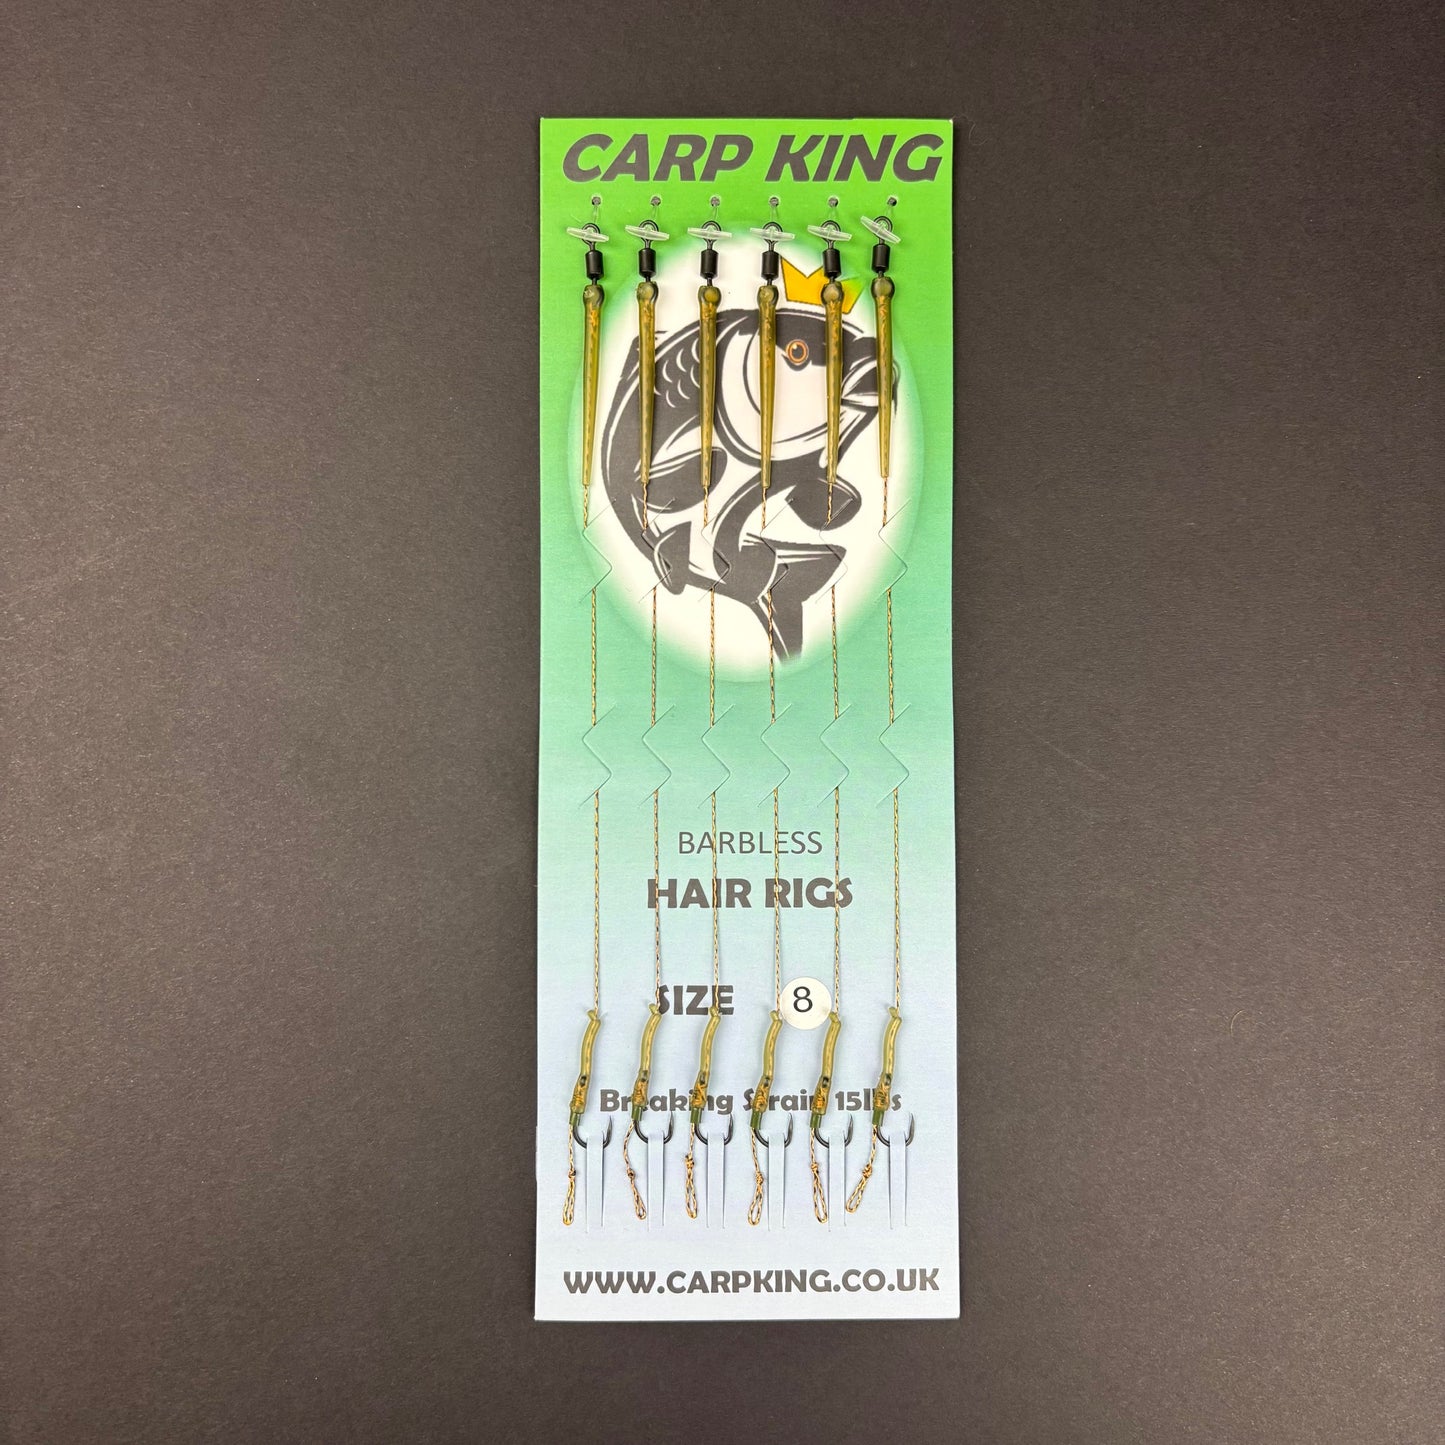 CARP KING
BARBLESS
HAIR RIGS
SIZE 8
Breaking Strain 15lbs
WWW.CARPKING.CO.UK